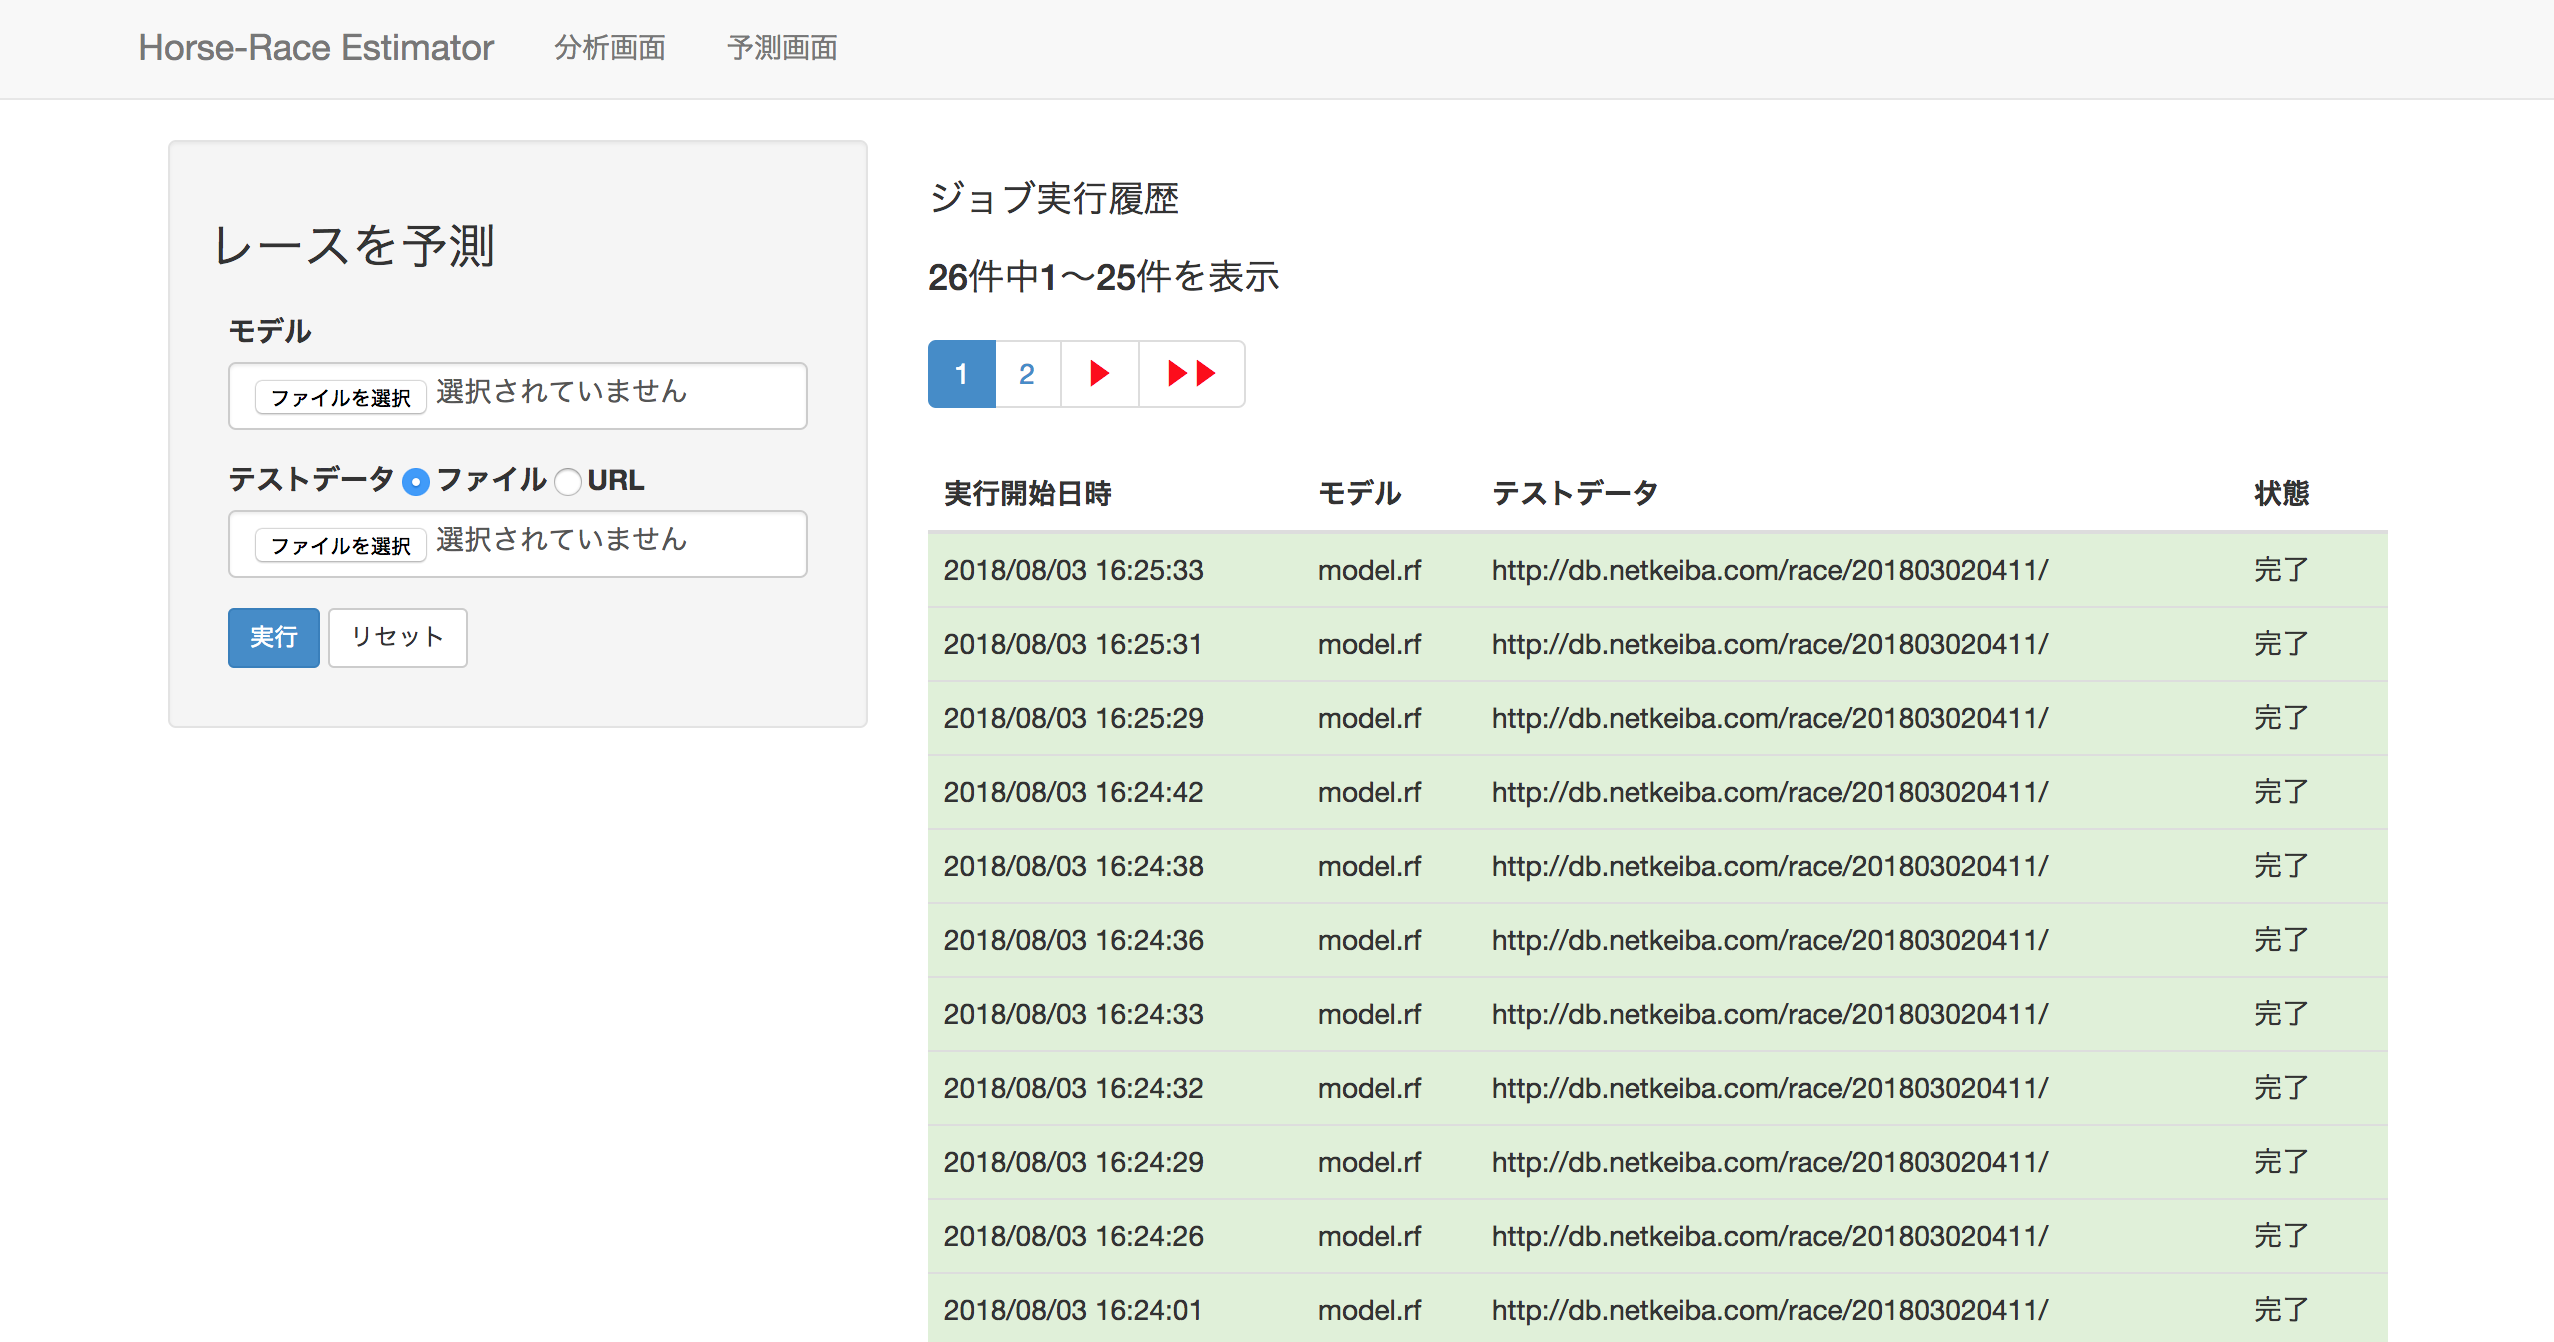 Horse-Race Estimator 分析画面 予測画面
レースを予測
モデル
ファイルを選択 選択されていません
テストデータ ファイル URL
ファイルを選択 選択されていません
実行 リセット
ジョブ実行履歴
26件中1〜25件を表示
1 2
実行開始日時 モデル テストデータ 状態
2018/08/03 16:25:33 model.rf http://db.netkeiba.com/race/201803020411/ 完了
2018/08/03 16:25:31 model.rf http://db.netkeiba.com/race/201803020411/ 完了
2018/08/03 16:25:29 model.rf http://db.netkeiba.com/race/201803020411/ 完了
2018/08/03 16:24:42 model.rf http://db.netkeiba.com/race/201803020411/ 完了
2018/08/03 16:24:38 model.rf http://db.netkeiba.com/race/201803020411/ 完了
2018/08/03 16:24:36 model.rf http://db.netkeiba.com/race/201803020411/ 完了
2018/08/03 16:24:33 model.rf http://db.netkeiba.com/race/201803020411/ 完了
2018/08/03 16:24:32 model.rf http://db.netkeiba.com/race/201803020411/ 完了
2018/08/03 16:24:29 model.rf http://db.netkeiba.com/race/201803020411/ 完了
2018/08/03 16:24:26 model.rf http://db.netkeiba.com/race/201803020411/ 完了
2018/08/03 16:24:01 model.rf http://db.netkeiba.com/race/201803020411/ 完了